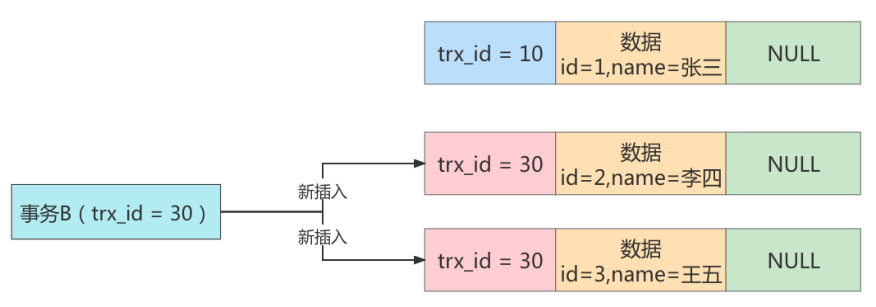 trx_id = 10
数据
id=1,name=张三
NULL
trx_id = 30
数据
id=2,name=李四
NULL
新插入
事务B（trx_id = 30）
新插入
trx_id = 30
数据
id=3,name=王五
NULL